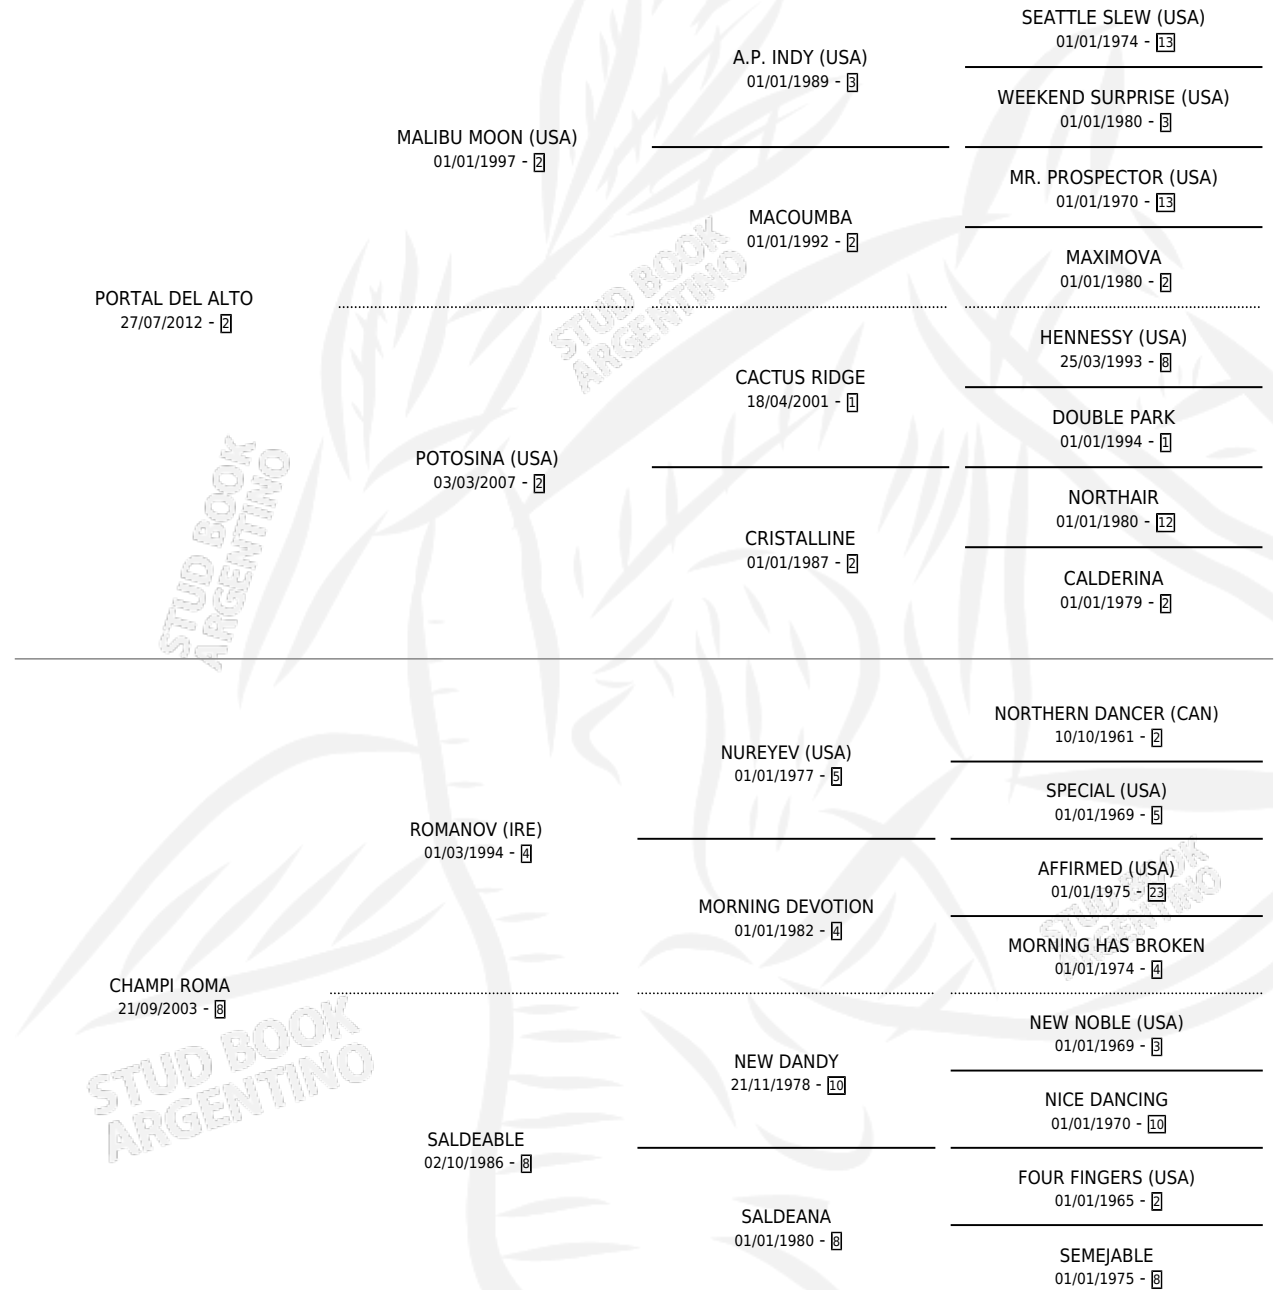 SEATTLE SLEW (USA)
01/01/1974 - 13
A.P. INDY (USA)
01/01/1989 - 3
WEEKEND SURPRISE (USA)
01/01/1980 - 3
MALIBU MOON (USA)
01/01/1997 - 2
MR. PROSPECTOR (USA)
01/01/1970 - 13
MACOUMBA
01/01/1992 - 2
MAXIMOVA
01/01/1980 - 2
PORTAL DEL ALTO
27/07/2012 - 2
HENNESSY (USA)
25/03/1993 - 8
CACTUS RIDGE
18/04/2001 - 1
DOUBLE PARK
01/01/1994 - 1
POTOSINA (USA)
03/03/2007 - 2
NORTHAIR
01/01/1980 - 12
CRISTALLINE
01/01/1987 - 2
CALDERINA
01/01/1979 - 2
NORTHERN DANCER (CAN)
10/10/1961 - 2
NUREYEV (USA)
01/01/1977 - 5
SPECIAL (USA)
01/01/1969 - 5
ROMANOV (IRE)
01/03/1994 - 4
AFFIRMED (USA)
01/01/1975 - 23
MORNING DEVOTION
01/01/1982 - 4
MORNING HAS BROKEN
01/01/1974 - 4
CHAMPI ROMA
21/09/2003 - 8
NEW NOBLE (USA)
01/01/1969 - 3
NEW DANDY
21/11/1978 - 10
NICE DANCING
01/01/1970 - 10
SALDEABLE
02/10/1986 - 8
FOUR FINGERS (USA)
01/01/1965 - 2
SALDEANA
01/01/1980 - 8
SEMEJABLE
01/01/1975 - 8
STUD BOOK
ARGENTINO
STUD BOOK
ARGENTINO
STUD BOOK
ARGENTINO
STUD BOOK
ARGENTINO